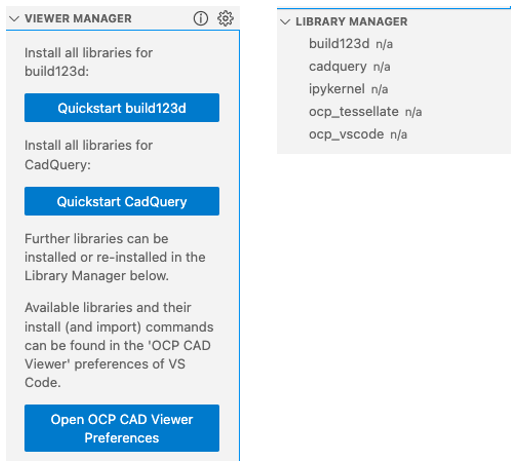 VIEWER MANAGER
Install all libraries for
build123d:
Quickstart build123d
Install all libraries for
CadQuery:
Quickstart CadQuery
Further libraries can be
installed or re-installed in the
Library Manager below.
Available libraries and their
install (and import) commands
can be found in the 'OCP CAD
Viewer' preferences of VS
Code.
Open OCP CAD Viewer
Preferences
LIBRARY MANAGER
build123d n/a
cadquery n/a
ipykernel n/a
ocp_tessellate n/a
ocp_vscode n/a